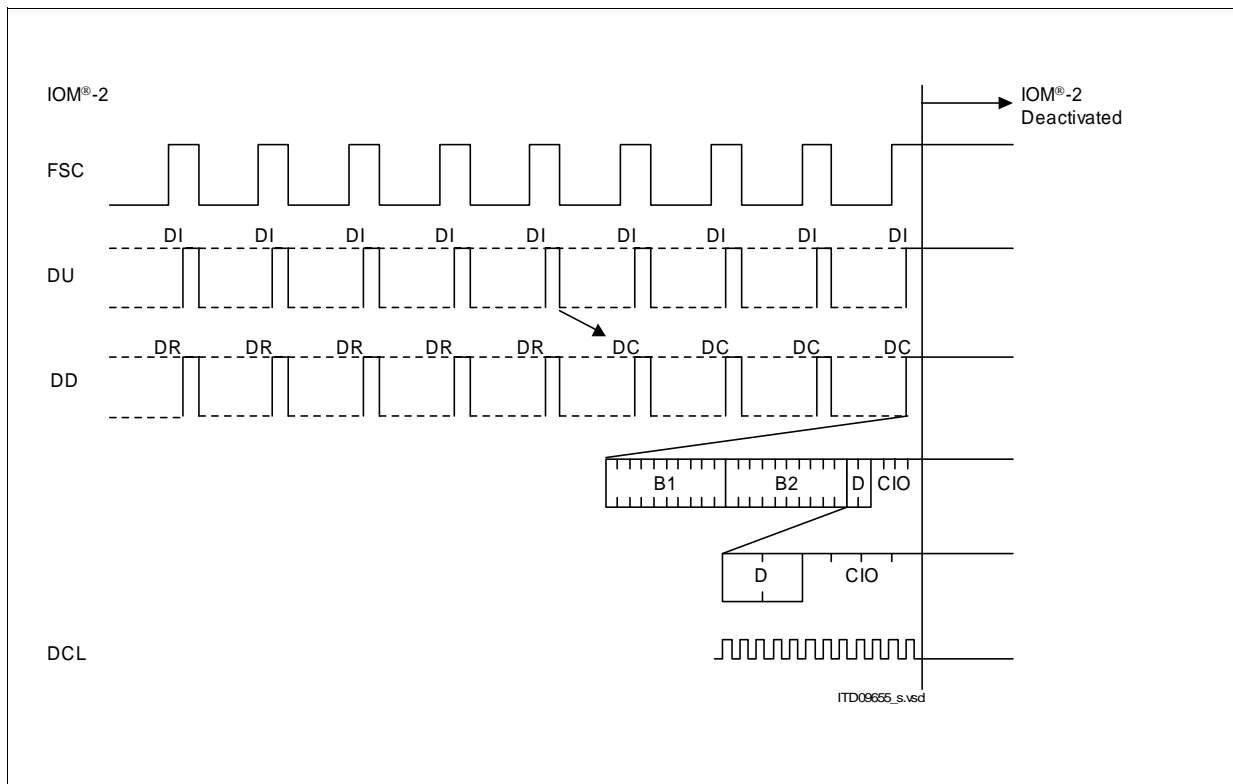 IOM®-2
IOM®-2
Deactivated
FSC
DI DI DI DI DI DI DI DI DI
DU
DR DR DR DR DR DC DC DC DC
DD
B1 B2 D CIO
D CIO
DCL
ITD09655_s.vsd